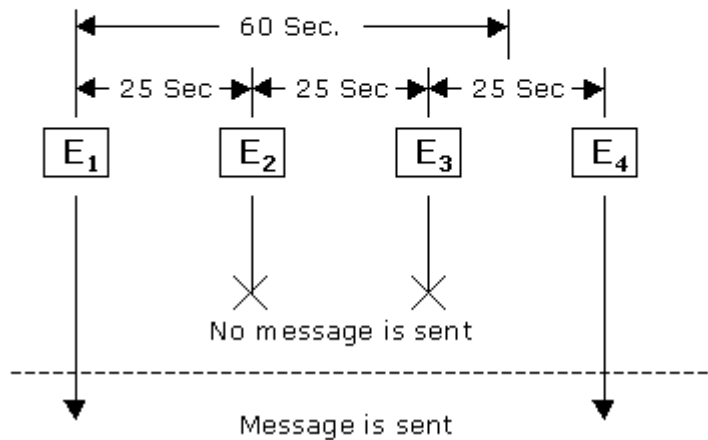 60 Sec.
25 Sec 25 Sec 25 Sec
E1 E2 E3 E4
No message is sent
Message is sent